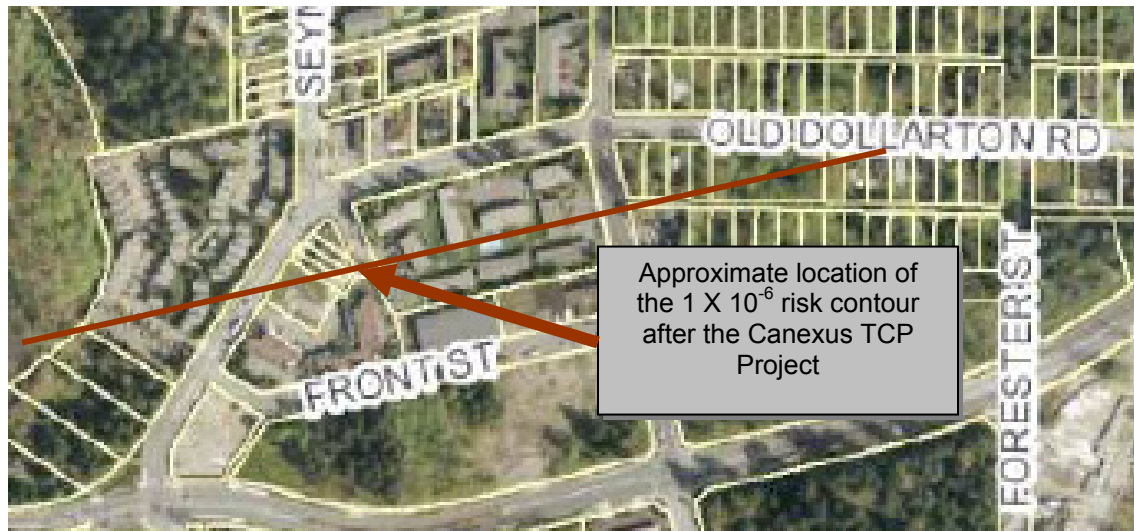 SEYM
OLD DOLLARTON RD
Approximate location of
the 1 X 10-6 risk contour
after the Canexus TCP
Project
FRONT ST
FORESTER ST